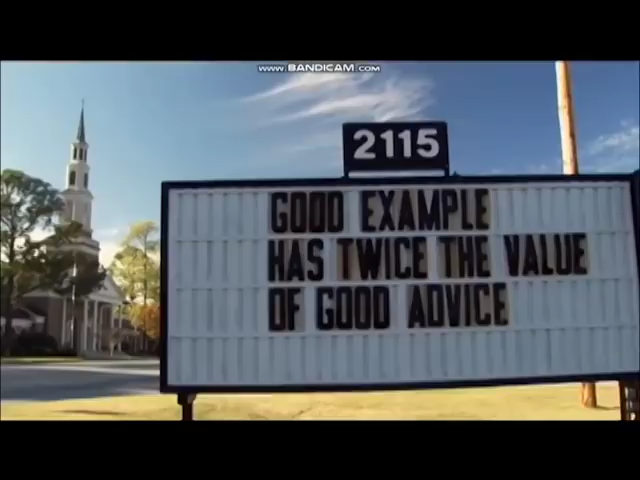 www.BANDICAM.com
2115
GOOD EXAMPLE
HAS TWICE THE VALUE
OF GOOD ADVICE